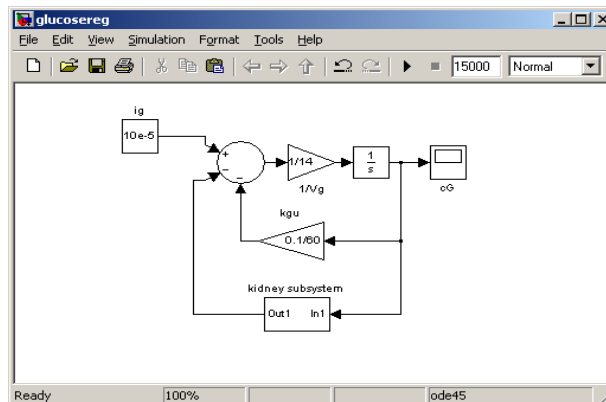 glucosereg
File Edit View Simulation Format Tools Help
15000 Normal
ig
10e-5
+
−
−
1/14
1/Vg
1
s
cG
kgu
0.1/60
kidney subsystem
Out1 In1
Ready 100% ode45